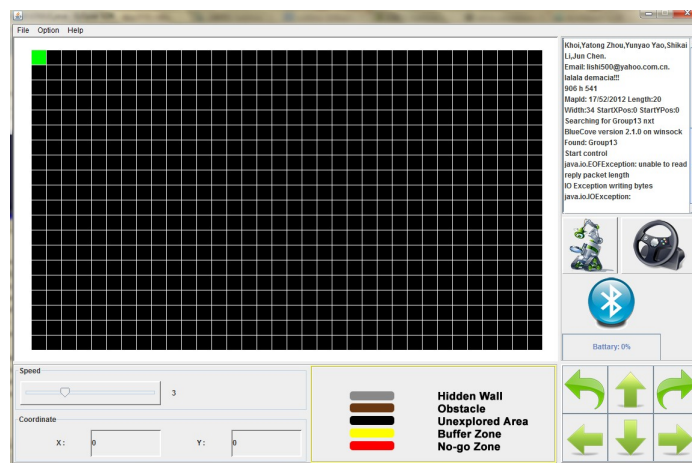 File Option Help
Khoi,Yatong Zhou,Yunyao Yao,Shikai
Li,Jun Chen.
Email: lishi500@yahoo.com.cn.
lalala demacia!!!
906 h 541
MapId: 17/52/2012 Length:20
Width:34 StartXPos:0 StartYPos:0
Searching for Group13 nxt
BlueCove version 2.1.0 on winsock
Found: Group13
Start control
java.io.EOFException: unable to read
reply packet length
IO Exception writing bytes
java.io.IOException:
Battary: 0%
Speed
3
Coordinate
X : 0 Y : 0
Hidden Wall
Obstacle
Unexplored Area
Buffer Zone
No-go Zone